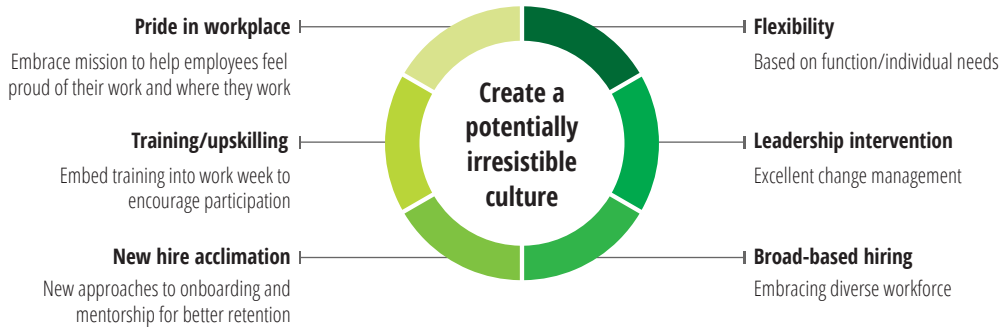 Pride in workplace
Embrace mission to help employees feel
proud of their work and where they work
Training/upskilling
Embed training into work week to
encourage participation
New hire acclimation
New approaches to onboarding and
mentorship for better retention
Create a
potentially
irresistible
culture
Flexibility
Based on function/individual needs
Leadership intervention
Excellent change management
Broad-based hiring
Embracing diverse workforce